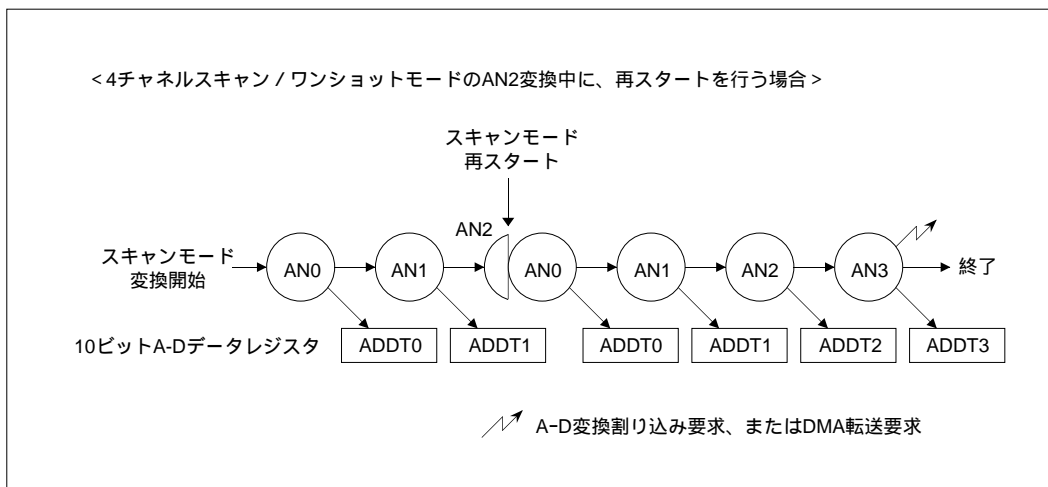 <4チャネルスキャン / ワンショットモードのAN2変換中に、再スタートを行う場合>
スキャンモード
再スタート
スキャンモード
変換開始
AN0
AN1
AN2
AN0
AN1
AN2
AN3
終了
10ビットA-Dデータレジスタ
ADDT0
ADDT1
ADDT0
ADDT1
ADDT2
ADDT3
A-D変換割り込み要求、またはDMA転送要求